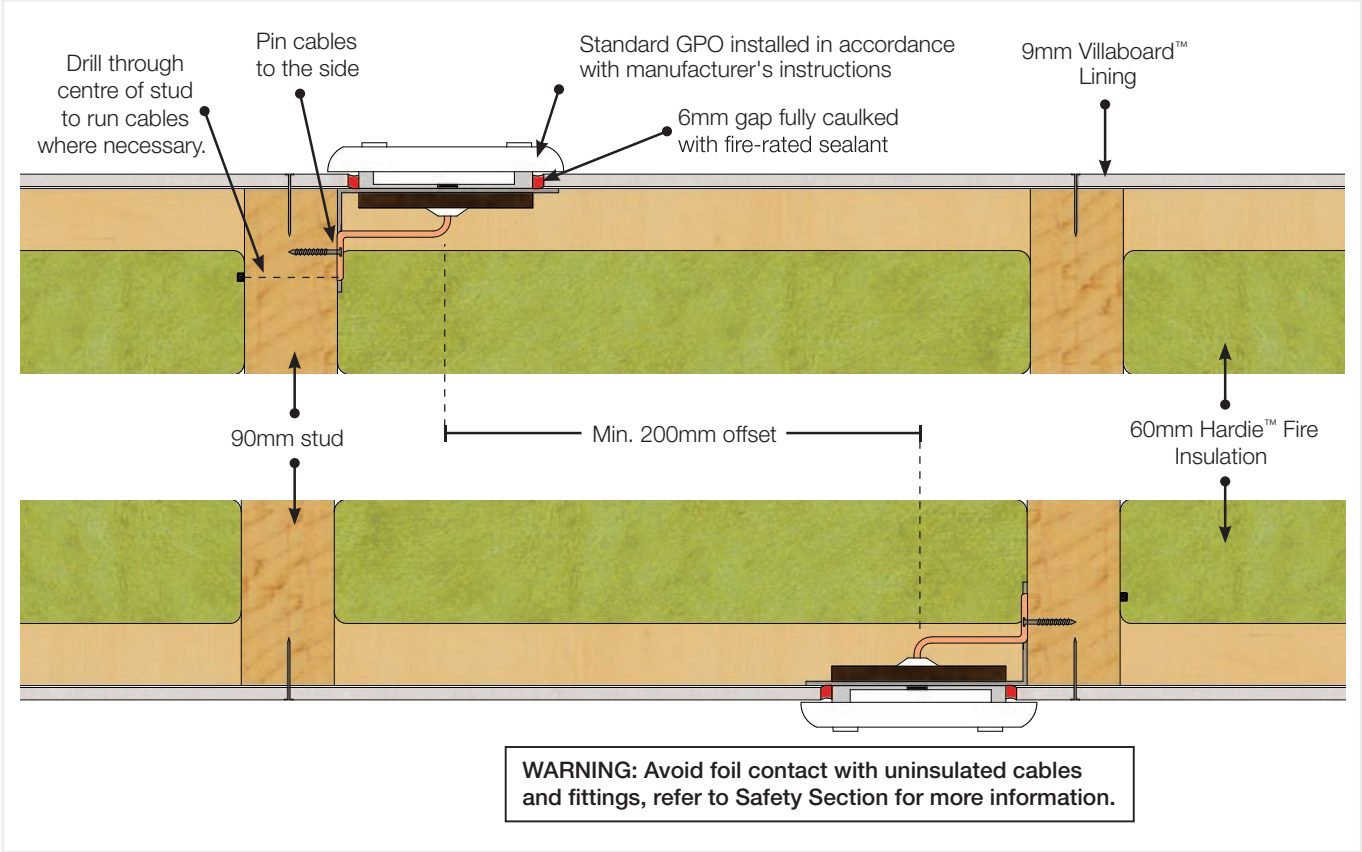 Drill through
centre of stud
to run cables
where necessary.
Pin cables
to the side
Standard GPO installed in accordance
with manufacturer's instructions
6mm gap fully caulked
with fire-rated sealant
9mm Villaboard™
Lining
90mm stud
Min. 200mm offset
60mm Hardie™ Fire
Insulation
WARNING: Avoid foil contact with uninsulated cables
and fittings, refer to Safety Section for more information.